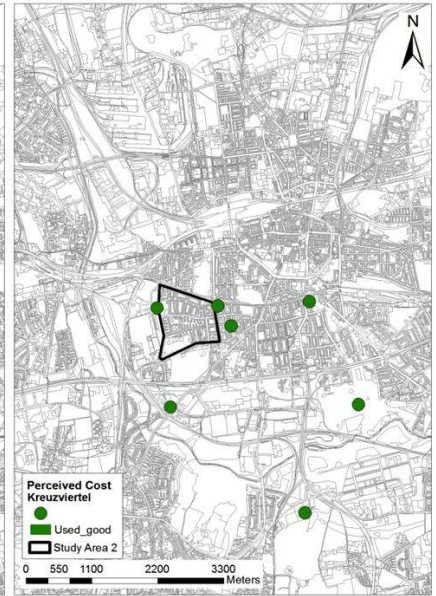 N
Perceived Cost
Kreuzviertel
Used_good
Study Area 2
0 550 1100 2200 3300
Meters